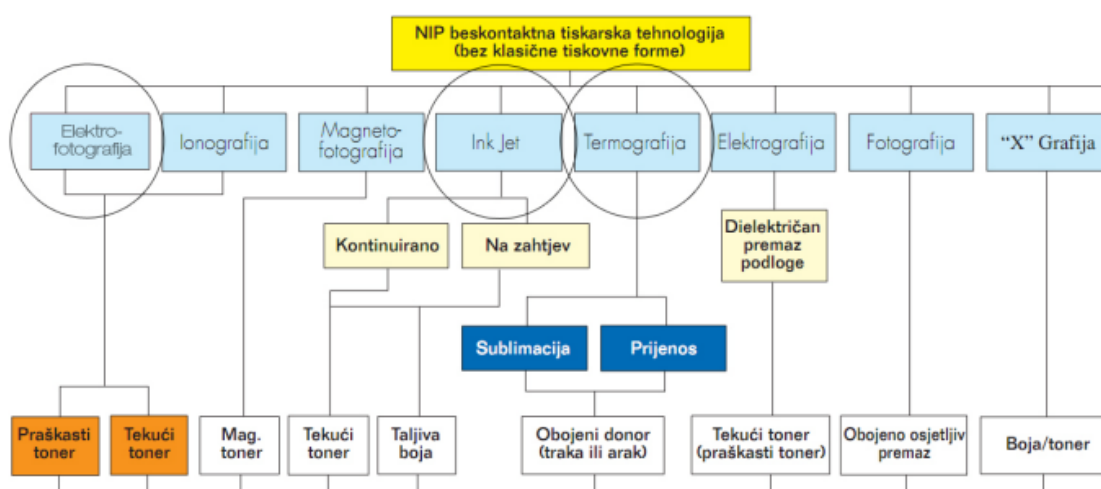 NIP beskontaktna tiskarska tehnologija
(bez klasične tiskovne forme)
Elektro-
fotografija
Ionografija
Magneto-
fotografija
Ink Jet
Termografija
Elektrografija
Fotografija
“X” Grafija
Kontinuirano
Na zahtjev
Dielektričan
premaz
podloge
Sublimacija
Prijenos
Praškasti
toner
Tekući
toner
Mag.
toner
Tekući
toner
Taljiva
boja
Obojeni donor
(traka ili arak)
Tekući toner
(praškasti toner)
Obojeno osjetljiv
premaz
Boja/toner